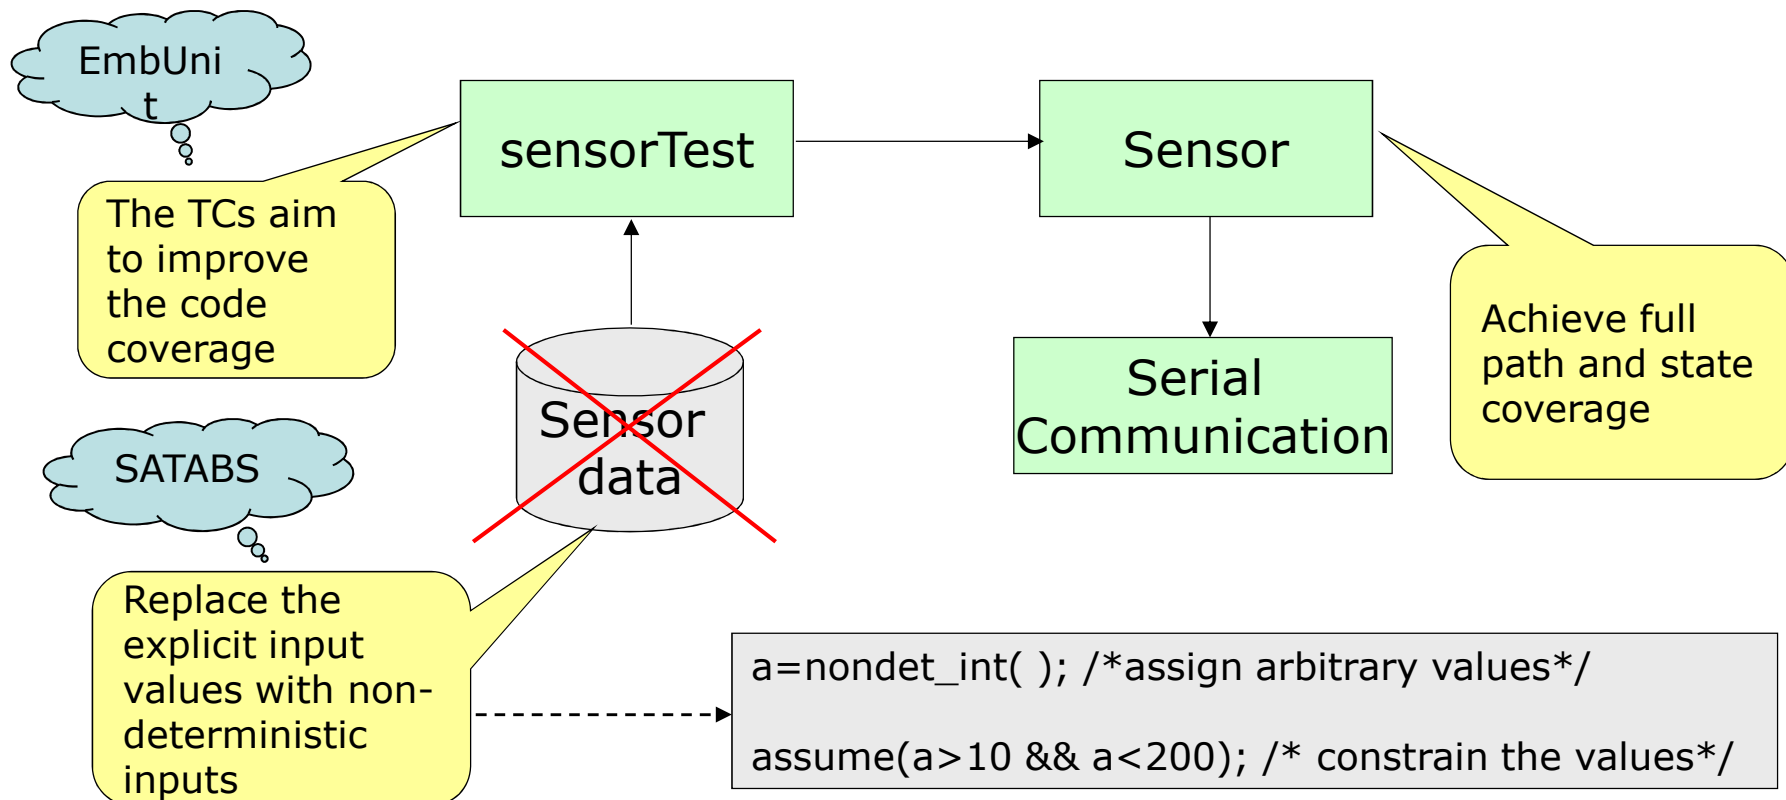 EmbUni
t
The TCs aim
to improve
the code
coverage
sensorTest
Sensor
Achieve full
path and state
coverage
Serial
Communication
Sensor
data
SATABS
Replace the
explicit input
values with non-
deterministic
inputs
a=nondet_int( ); /*assign arbitrary values*/
assume(a>10 && a<200); /* constrain the values*/